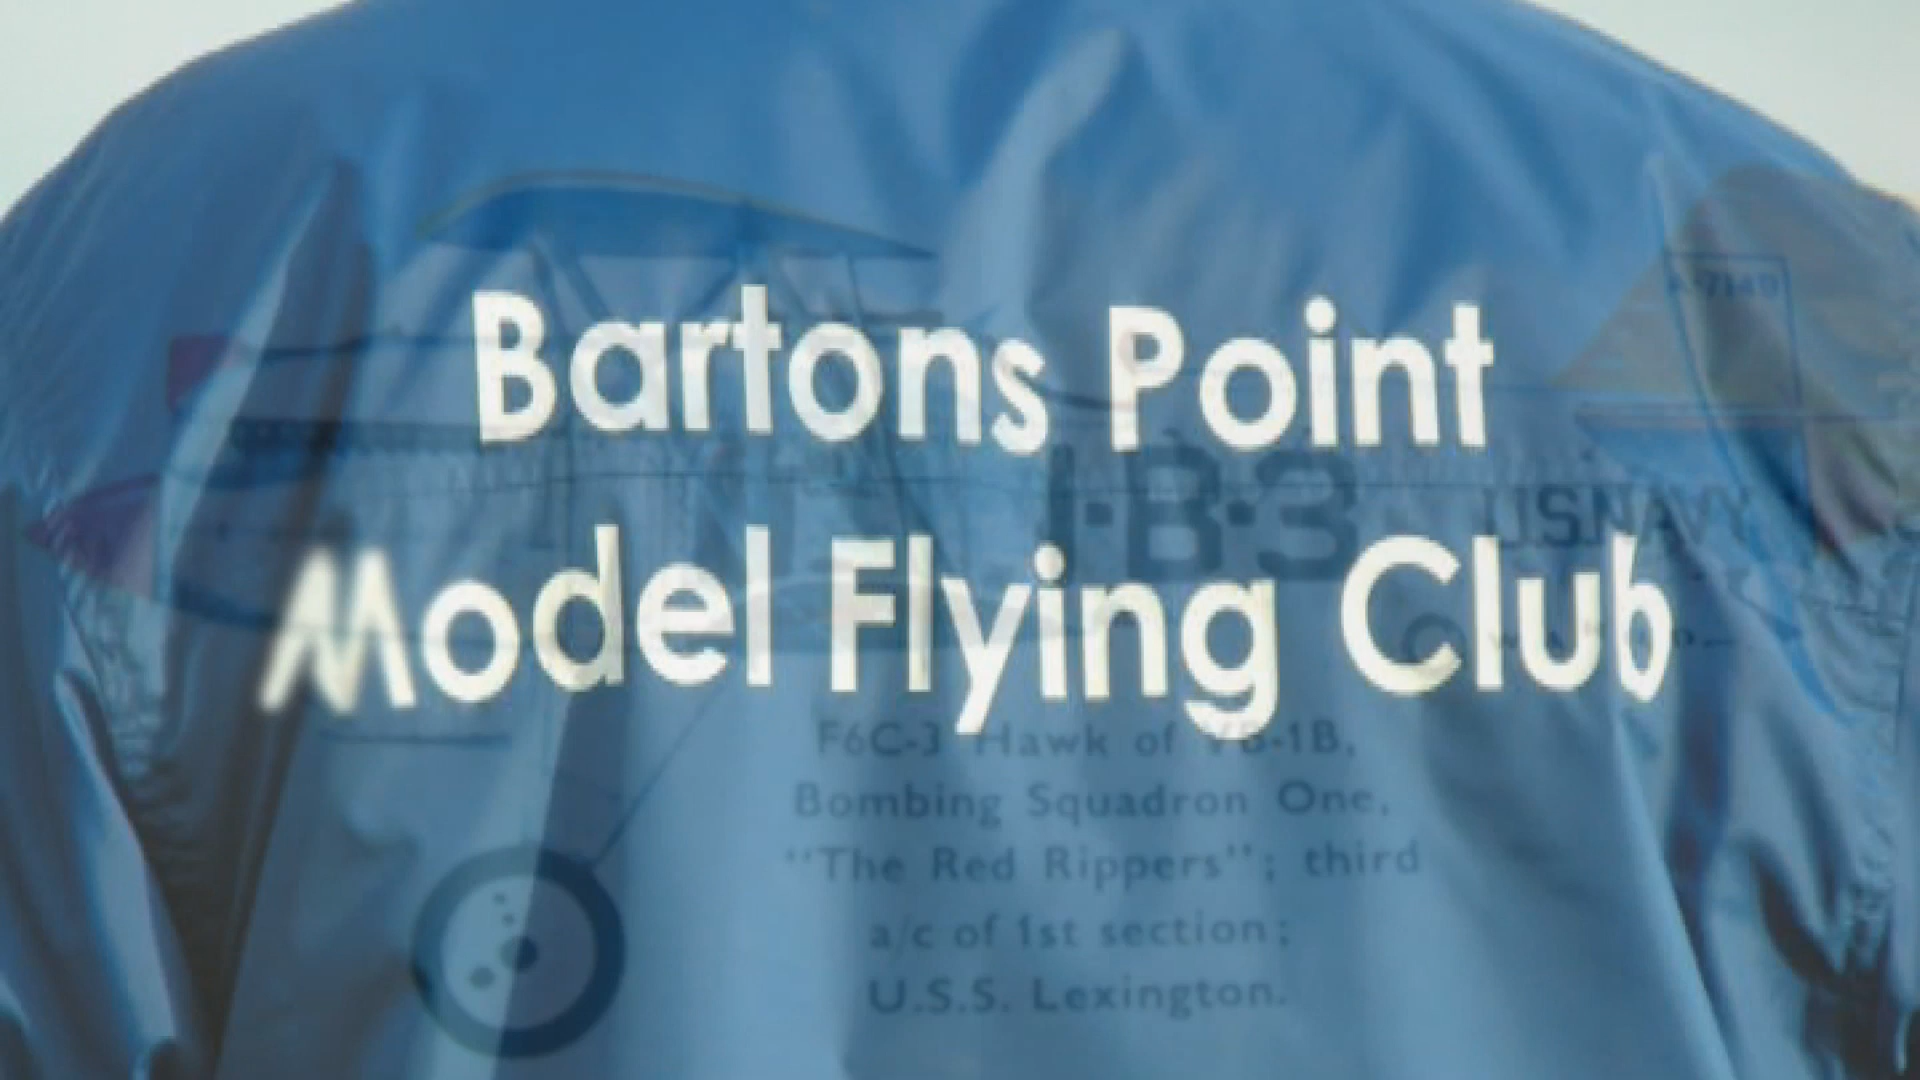 Bartons Point
Model Flying Club
A-7140
1·B·3
U.S.NAVY
F6C-3 Hawk of VB-1B,
Bombing Squadron One,
"The Red Rippers"; third
a/c of 1st section;
U.S.S. Lexington.